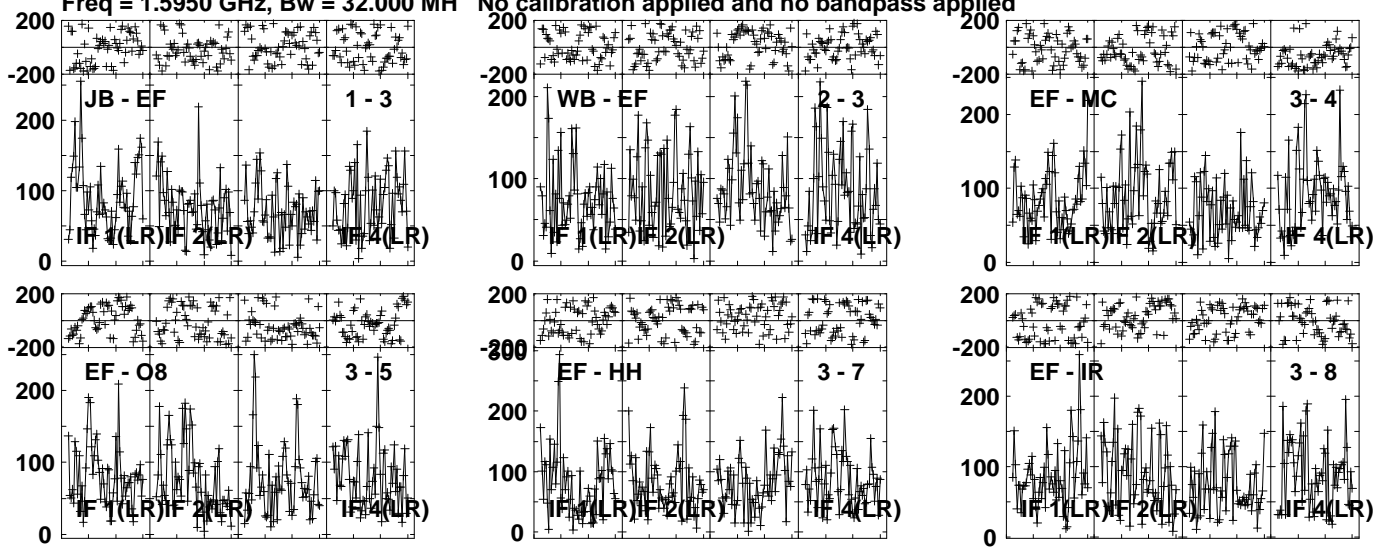 Freq = 1.5950 GHz, Bw = 32.000 MH No calibration applied and no bandpass applied
200 200 200
-200 -200 -200
JB - EF 1 - 3 WB - EF 2 - 3 EF - MC 3 - 4
200 200 200
100 100 100
IF 1(LR) IF 2(LR) IF 4(LR) IF 1(LR) IF 2(LR) IF 4(LR) IF 1(LR) IF 2(LR) IF 4(LR)
0 0 0
200 200 200
-200 -200 -200
300
EF - O8 3 - 5 EF - HH 3 - 7 EF - IR 3 - 8
200 200 200
100 100 100
IF 1(LR) IF 2(LR) IF 4(LR) IF 1(LR) IF 2(LR) IF 4(LR) IF 1(LR) IF 2(LR) IF 4(LR)
0 0 0